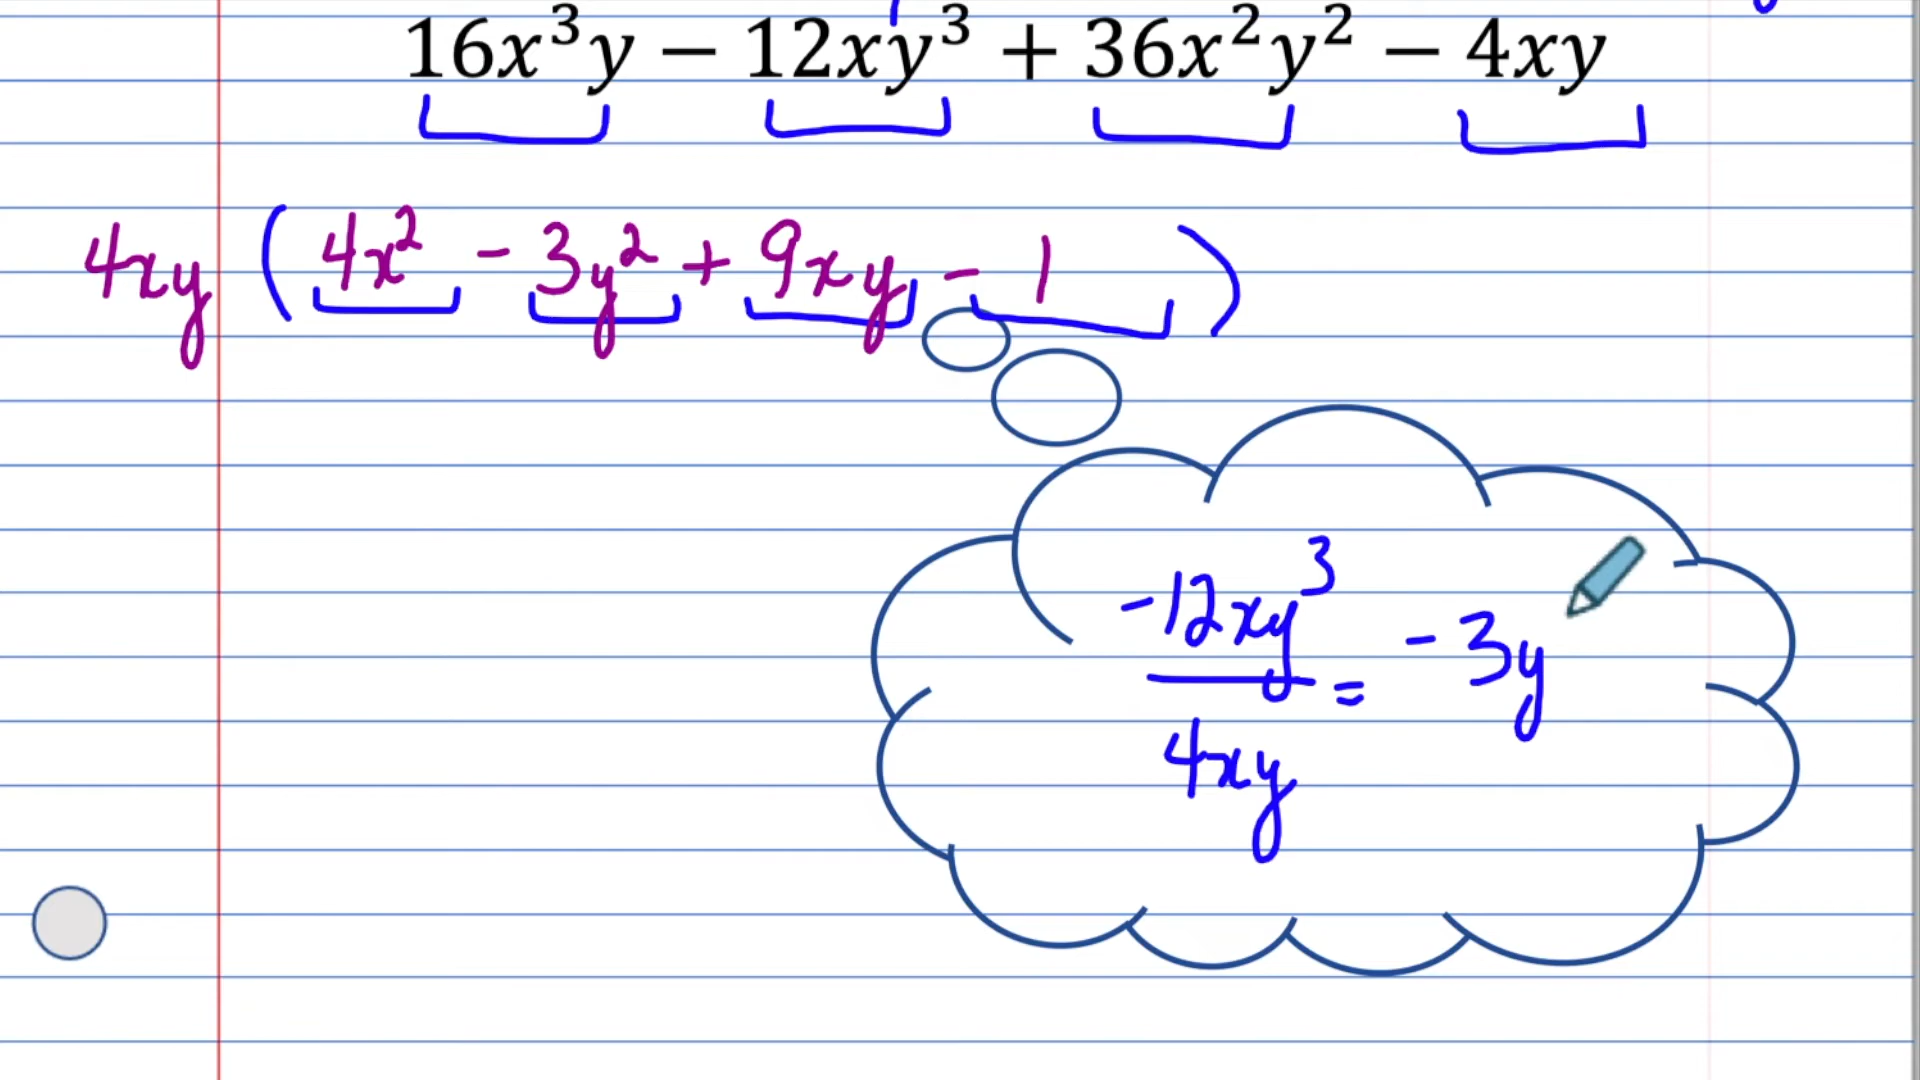 16x³y − 12xy³ + 36x²y² − 4xy
4xy ( 4x² - 3y² + 9xy - 1 )
-12xy³
= -3y
4xy